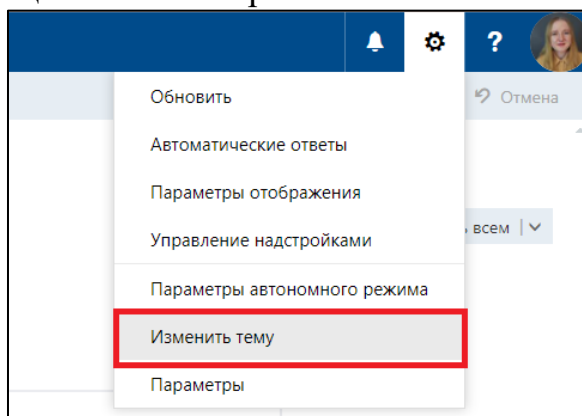 ?
Обновить
Отмена
Автоматические ответы
Параметры отображения
Управление надстройками
всем
Параметры автономного режима
Изменить тему
Параметры